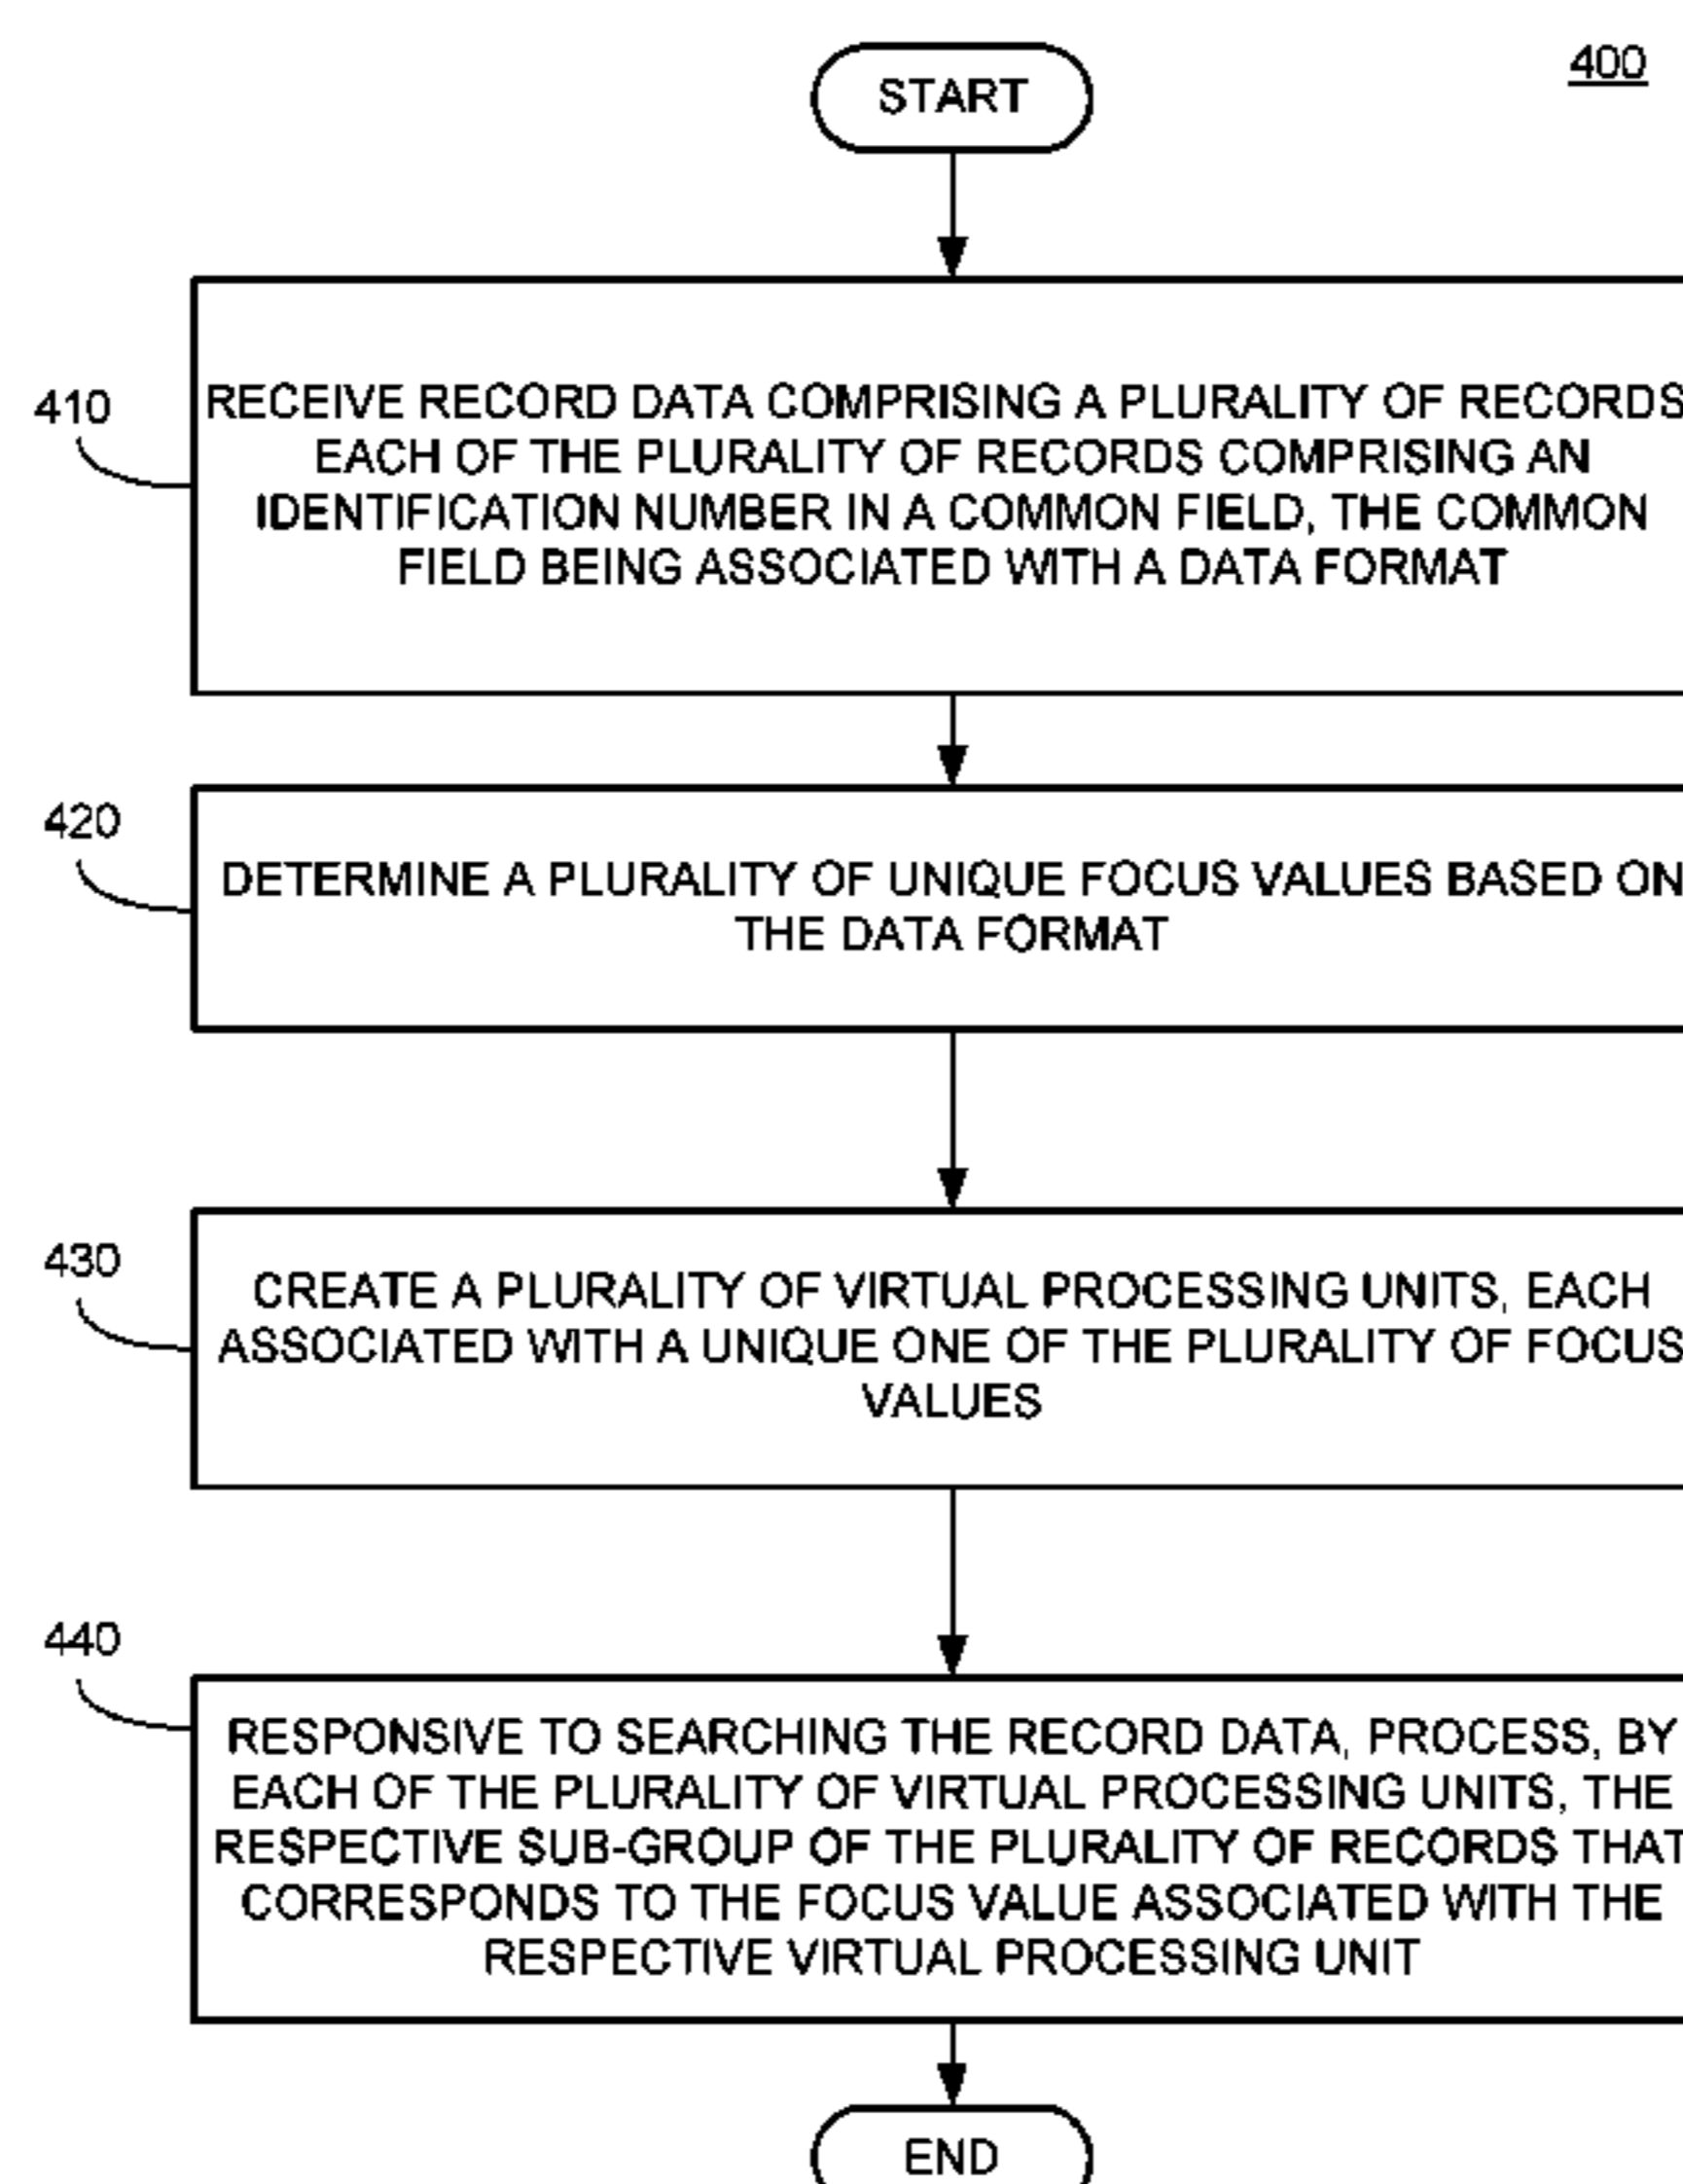 400
START
410
RECEIVE RECORD DATA COMPRISING A PLURALITY OF RECORDS
EACH OF THE PLURALITY OF RECORDS COMPRISING AN
IDENTIFICATION NUMBER IN A COMMON FIELD, THE COMMON
FIELD BEING ASSOCIATED WITH A DATA FORMAT
420
DETERMINE A PLURALITY OF UNIQUE FOCUS VALUES BASED ON
THE DATA FORMAT
430
CREATE A PLURALITY OF VIRTUAL PROCESSING UNITS, EACH
ASSOCIATED WITH A UNIQUE ONE OF THE PLURALITY OF FOCUS
VALUES
440
RESPONSIVE TO SEARCHING THE RECORD DATA, PROCESS, BY
EACH OF THE PLURALITY OF VIRTUAL PROCESSING UNITS, THE
RESPECTIVE SUB-GROUP OF THE PLURALITY OF RECORDS THAT
CORRESPONDS TO THE FOCUS VALUE ASSOCIATED WITH THE
RESPECTIVE VIRTUAL PROCESSING UNIT
END